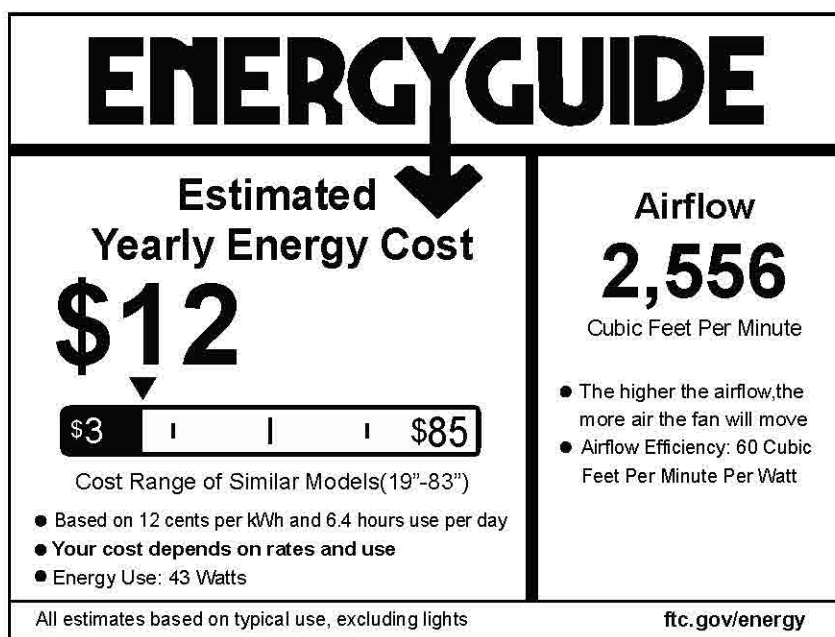 ENERGYGUIDE
Estimated
Yearly Energy Cost
$12
$3
$85
Cost Range of Similar Models(19”-83”)
● Based on 12 cents per kWh and 6.4 hours use per day
● Your cost depends on rates and use
● Energy Use: 43 Watts
Airflow
2,556
Cubic Feet Per Minute
● The higher the airflow,the
more air the fan will move
● Airflow Efficiency: 60 Cubic
Feet Per Minute Per Watt
All estimates based on typical use, excluding lights
ftc.gov/energy